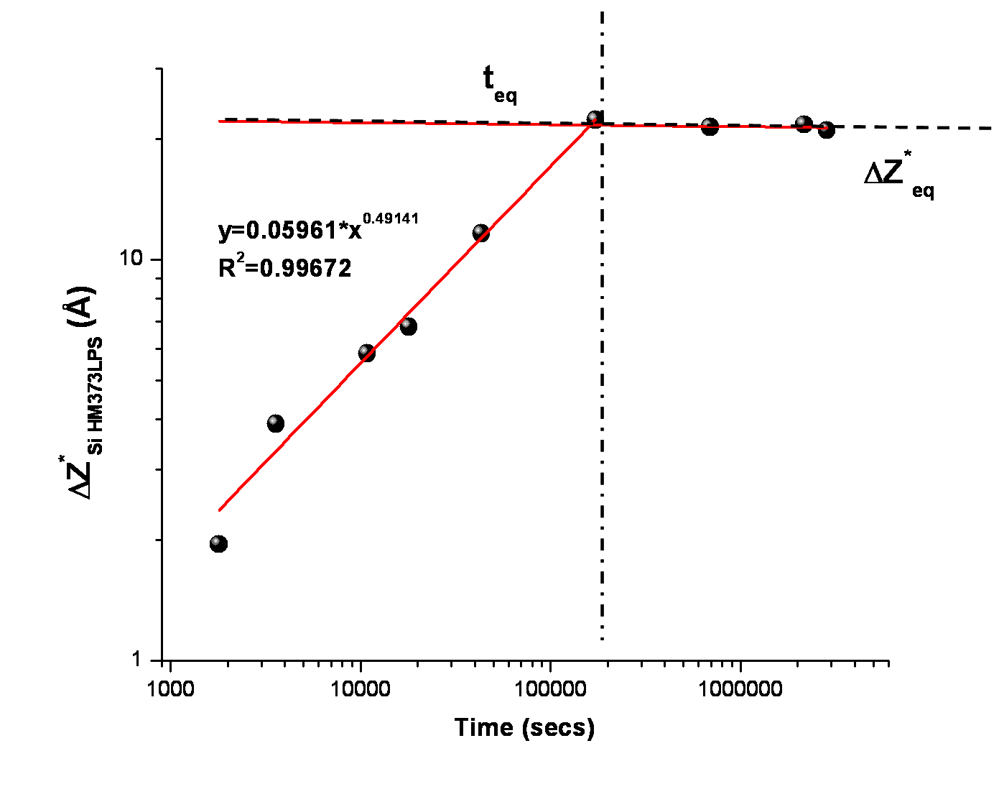 t_eq
ΔZ*_eq
y=0.05961*x^0.49141
R²=0.99672
10
1
ΔZ*_Si HM373LPS (Å)
1000 10000 100000 1000000
Time (secs)